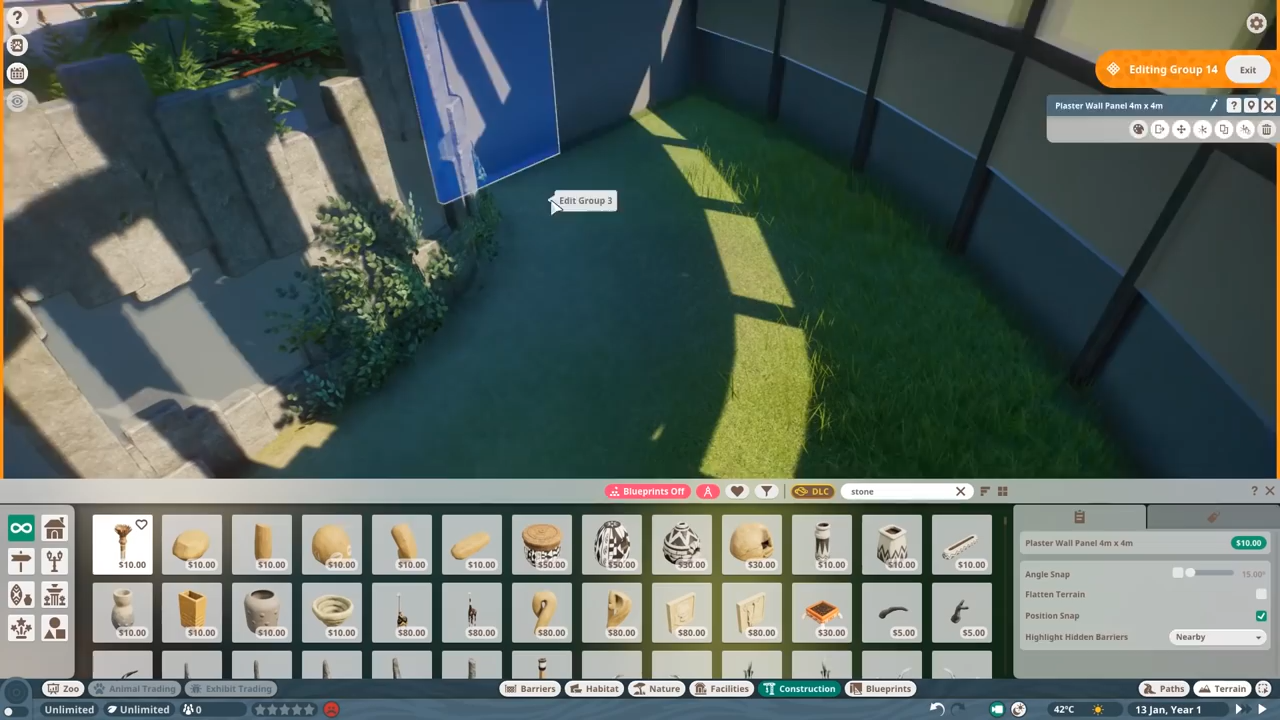 ?
Editing Group 14
Exit
Plaster Wall Panel 4m x 4m
?
Edit Group 3
Blueprints Off
DLC
stone
?
$10.00 $10.00 $10.00 $10.00 $10.00 $10.00 $50.00 $50.00 $30.00 $30.00 $10.00 $10.00 $10.00
Plaster Wall Panel 4m x 4m
$10.00
Angle Snap
15.00°
Flatten Terrain
Position Snap
$10.00 $10.00 $10.00 $10.00 $80.00 $80.00 $80.00 $80.00 $80.00 $80.00 $30.00 $5.00 $5.00
Highlight Hidden Barriers
Nearby
Zoo
Animal Trading
Exhibit Trading
Barriers
Habitat
Nature
Facilities
Construction
Blueprints
Paths
Terrain
Unlimited
Unlimited
0
42°C
13 Jan, Year 1